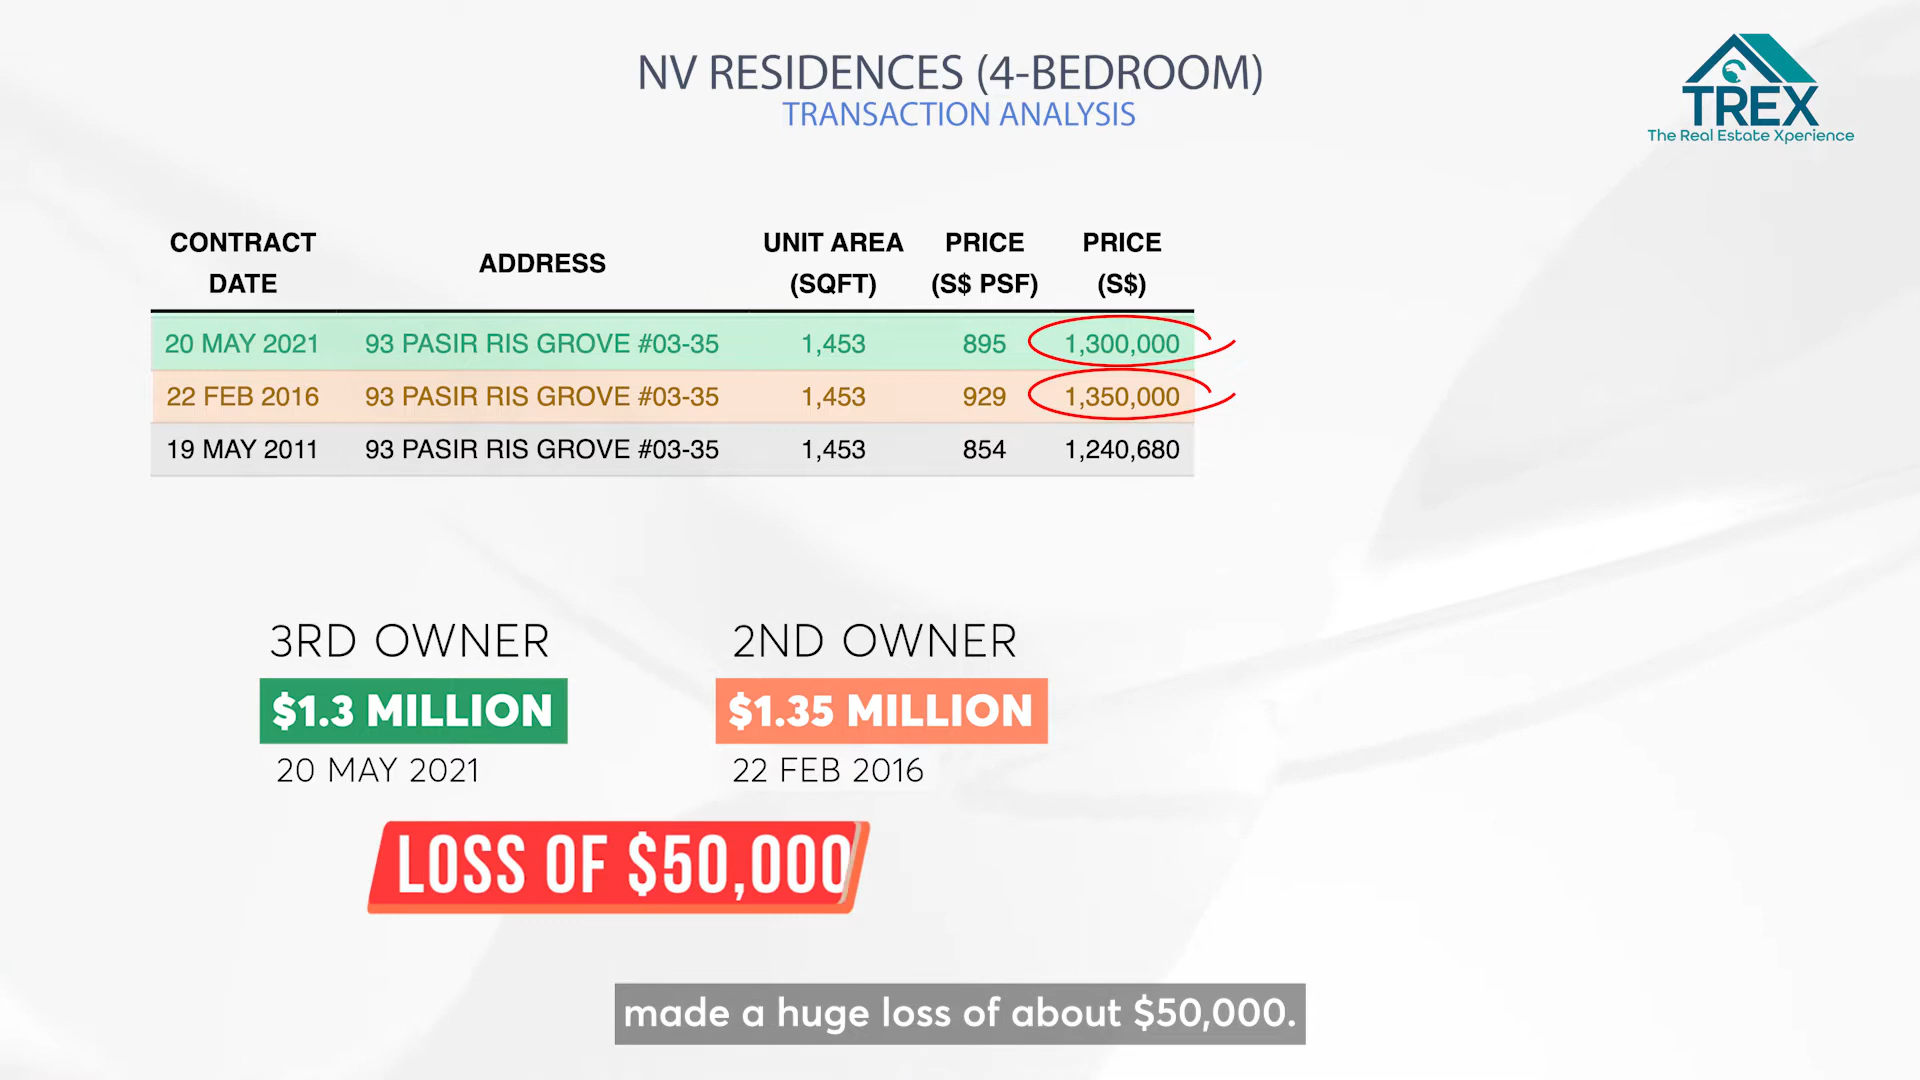 NV RESIDENCES (4-BEDROOM)
TRANSACTION ANALYSIS
TREX
The Real Estate Xperience
CONTRACT DATE ADDRESS UNIT AREA (SQFT) PRICE (S$ PSF) PRICE (S$)
20 MAY 2021 93 PASIR RIS GROVE #03-35 1,453 895 1,300,000
22 FEB 2016 93 PASIR RIS GROVE #03-35 1,453 929 1,350,000
19 MAY 2011 93 PASIR RIS GROVE #03-35 1,453 854 1,240,680
3RD OWNER
$1.3 MILLION
20 MAY 2021
2ND OWNER
$1.35 MILLION
22 FEB 2016
LOSS OF $50,000
made a huge loss of about $50,000.